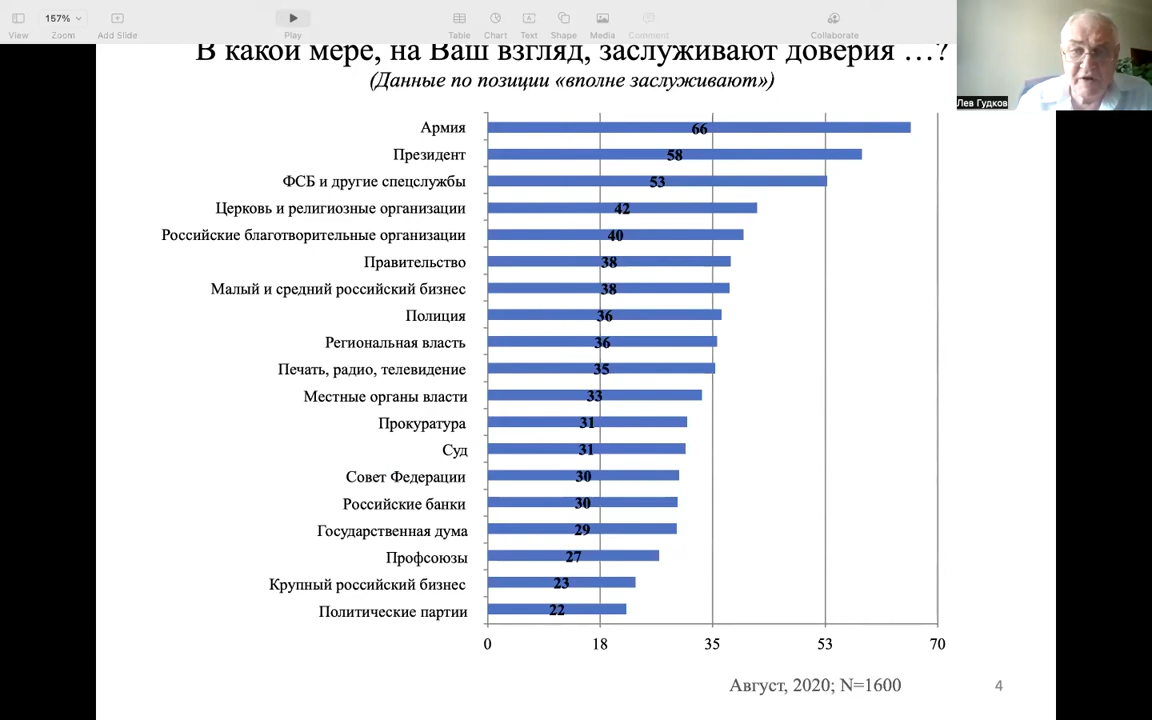 157%
View
Zoom
Add Slide
Play
Table
Chart
Text
Shape
Media
Comment
Collaborate
Лев Гудков
В какой мере, на Ваш взгляд, заслуживают доверия …?
(Данные по позиции «вполне заслуживают»)
Армия 66
Президент 58
ФСБ и другие спецслужбы 53
Церковь и религиозные организации 42
Российские благотворительные организации 40
Правительство 38
Малый и средний российский бизнес 38
Полиция 36
Региональная власть 36
Печать, радио, телевидение 35
Местные органы власти 33
Прокуратура 31
Суд 31
Совет Федерации 30
Российские банки 30
Государственная дума 29
Профсоюзы 27
Крупный российский бизнес 23
Политические партии 22
0 18 35 53 70
Август, 2020; N=1600
4